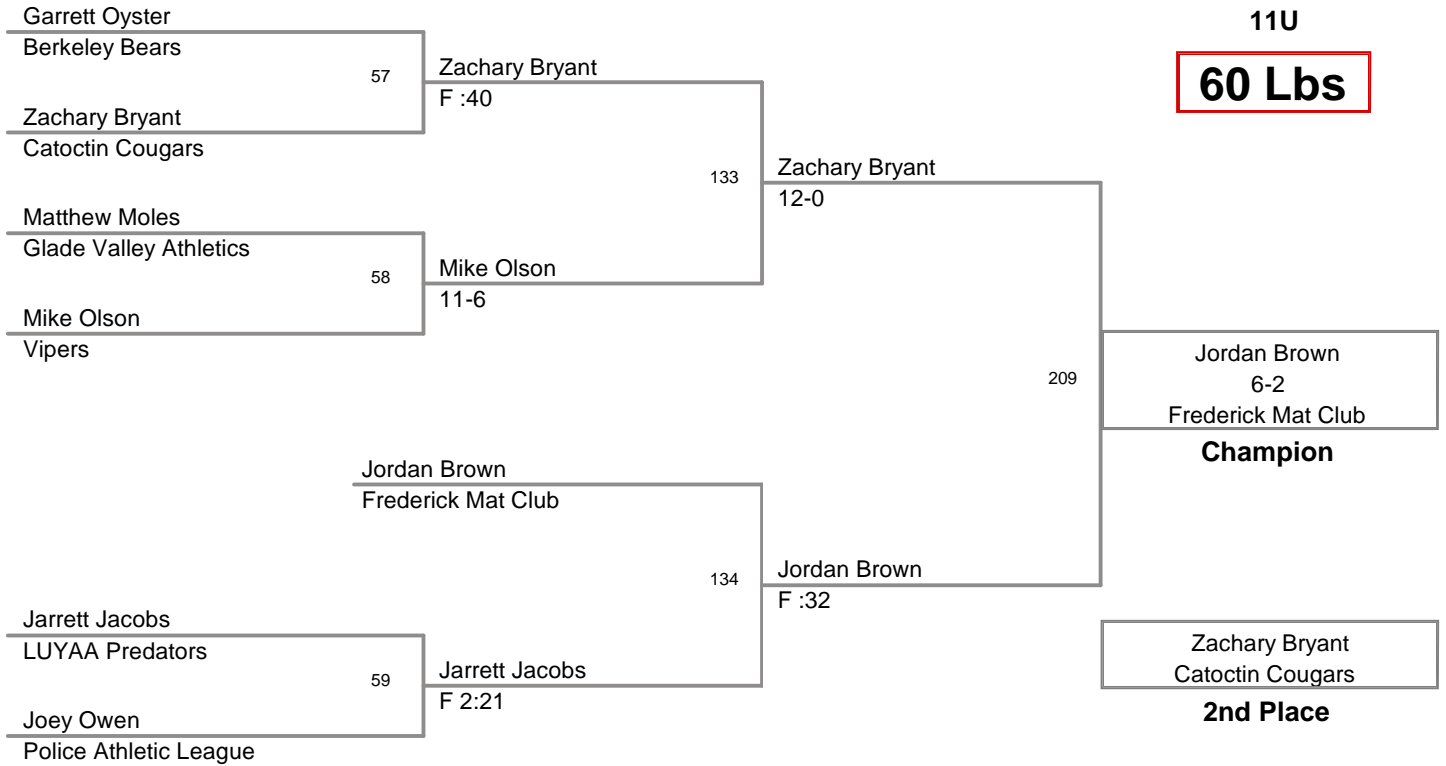 Garrett Oyster
Berkeley Bears
57
Zachary Bryant
F :40
Zachary Bryant
Catoctin Cougars
133
Zachary Bryant
12-0
Matthew Moles
Glade Valley Athletics
58
Mike Olson
11-6
Mike Olson
Vipers
11U
60 Lbs
209
Jordan Brown
6-2
Frederick Mat Club
Champion
Jordan Brown
Frederick Mat Club
134
Jordan Brown
F :32
Jarrett Jacobs
LUYAA Predators
59
Jarrett Jacobs
F 2:21
Joey Owen
Police Athletic League
Zachary Bryant
Catoctin Cougars
2nd Place